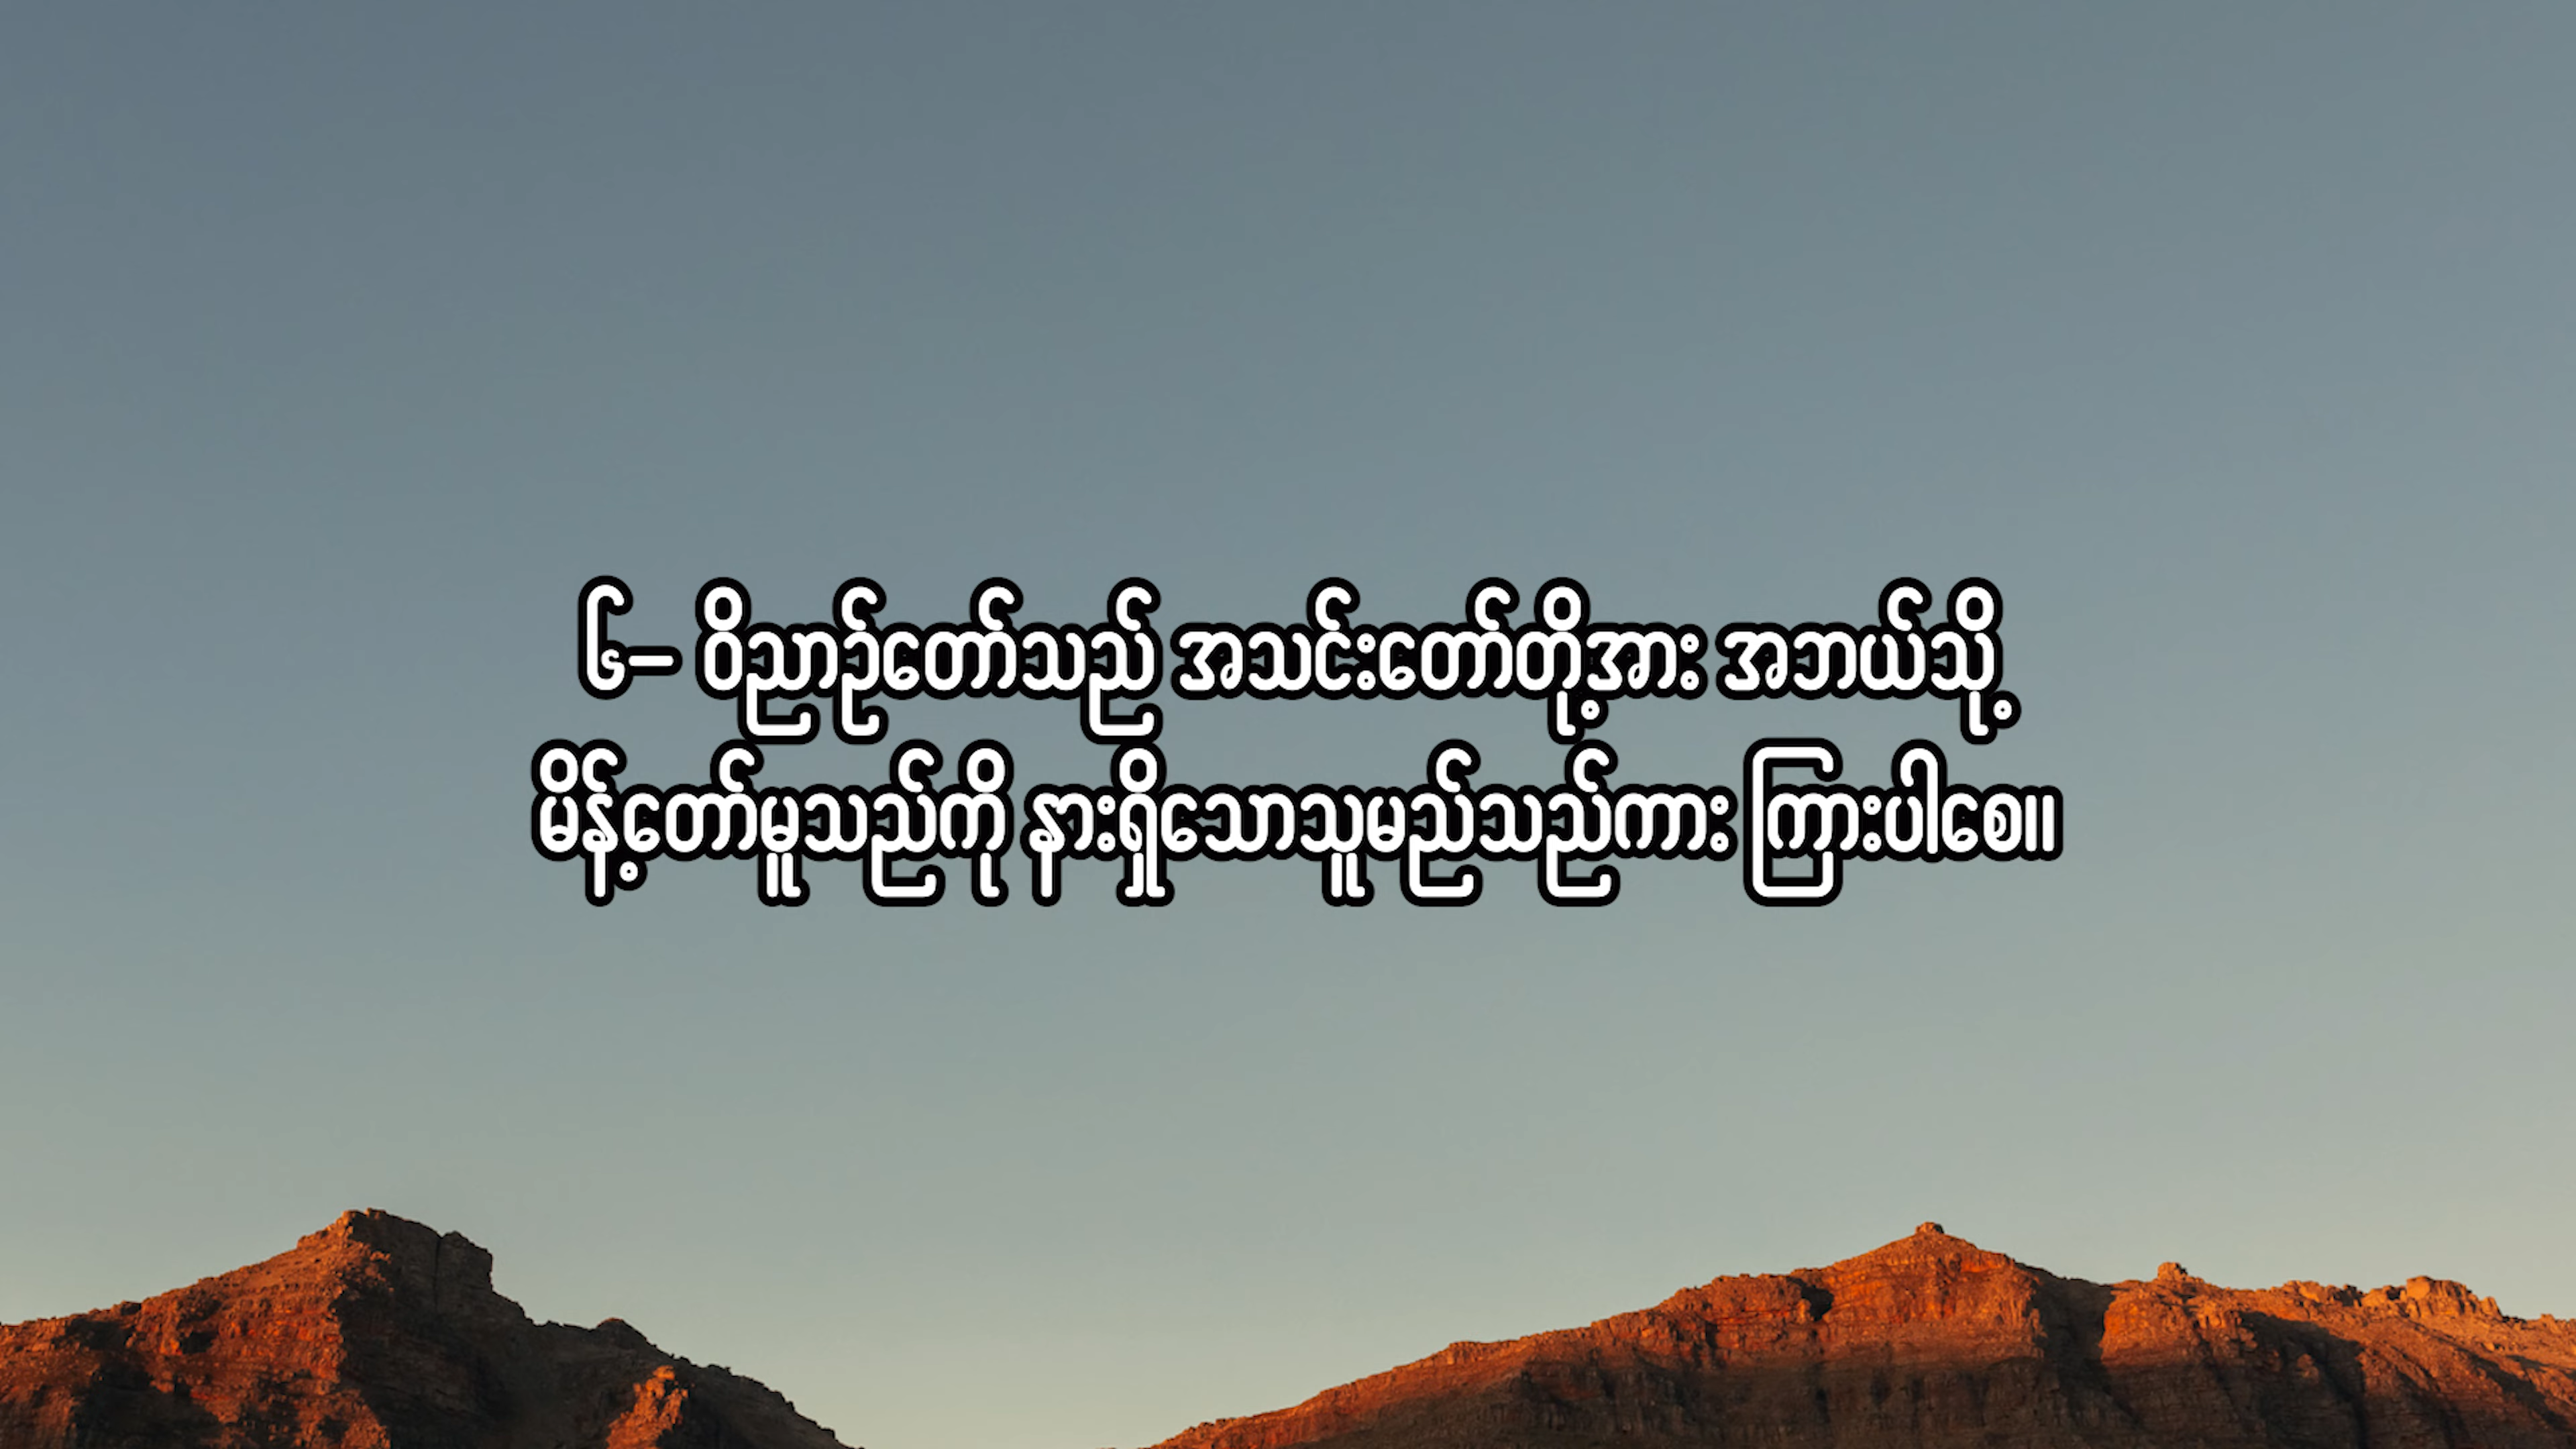 ၆– ဝိညာဉ်တော်သည် အသင်းတော်တို့အား အဘယ်သို့
မိန့်တော်မူသည်ကို နားရှိသောသူမည်သည်ကား ကြားပါစေ။